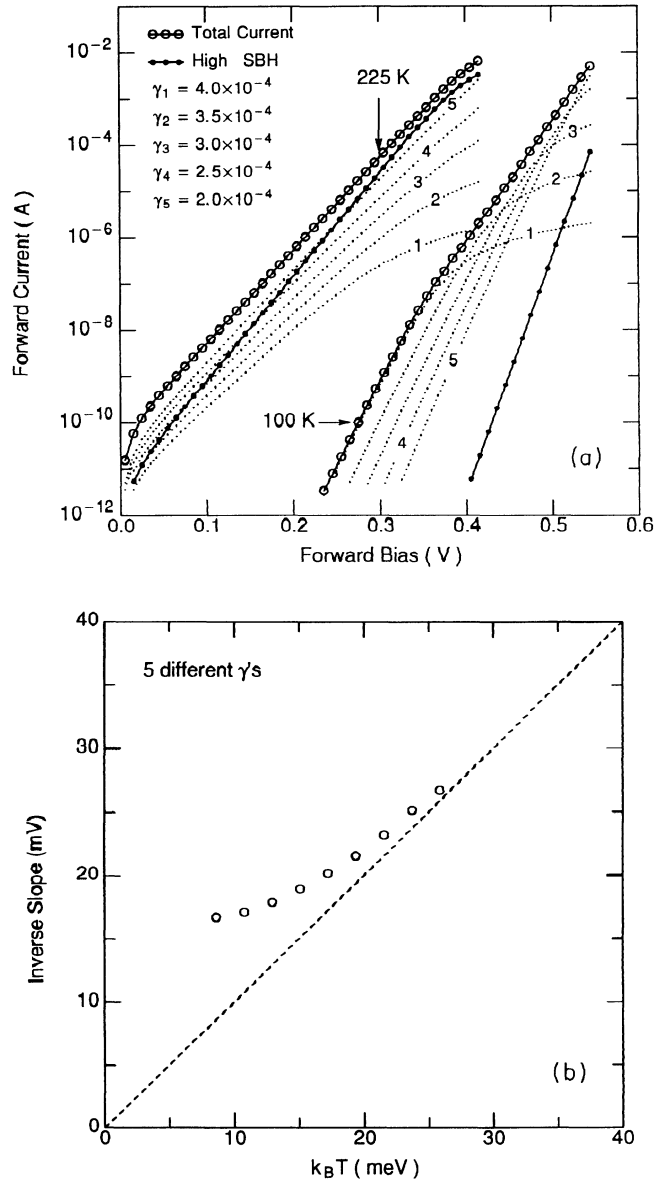 Total Current
High SBH
γ1 = 4.0×10−4
γ2 = 3.5×10−4
γ3 = 3.0×10−4
γ4 = 2.5×10−4
γ5 = 2.0×10−4
225 K
5
4
3
2
1
3
2
1
5
4
100 K
(a)
10−2
10−4
10−6
10−8
10−10
10−12
Forward Current ( A )
0.0 0.1 0.2 0.3 0.4 0.5 0.6
Forward Bias ( V )
5 different γ's
40
30
20
10
0
Inverse Slope (mV)
(b)
0 10 20 30 40
kBT ( meV )